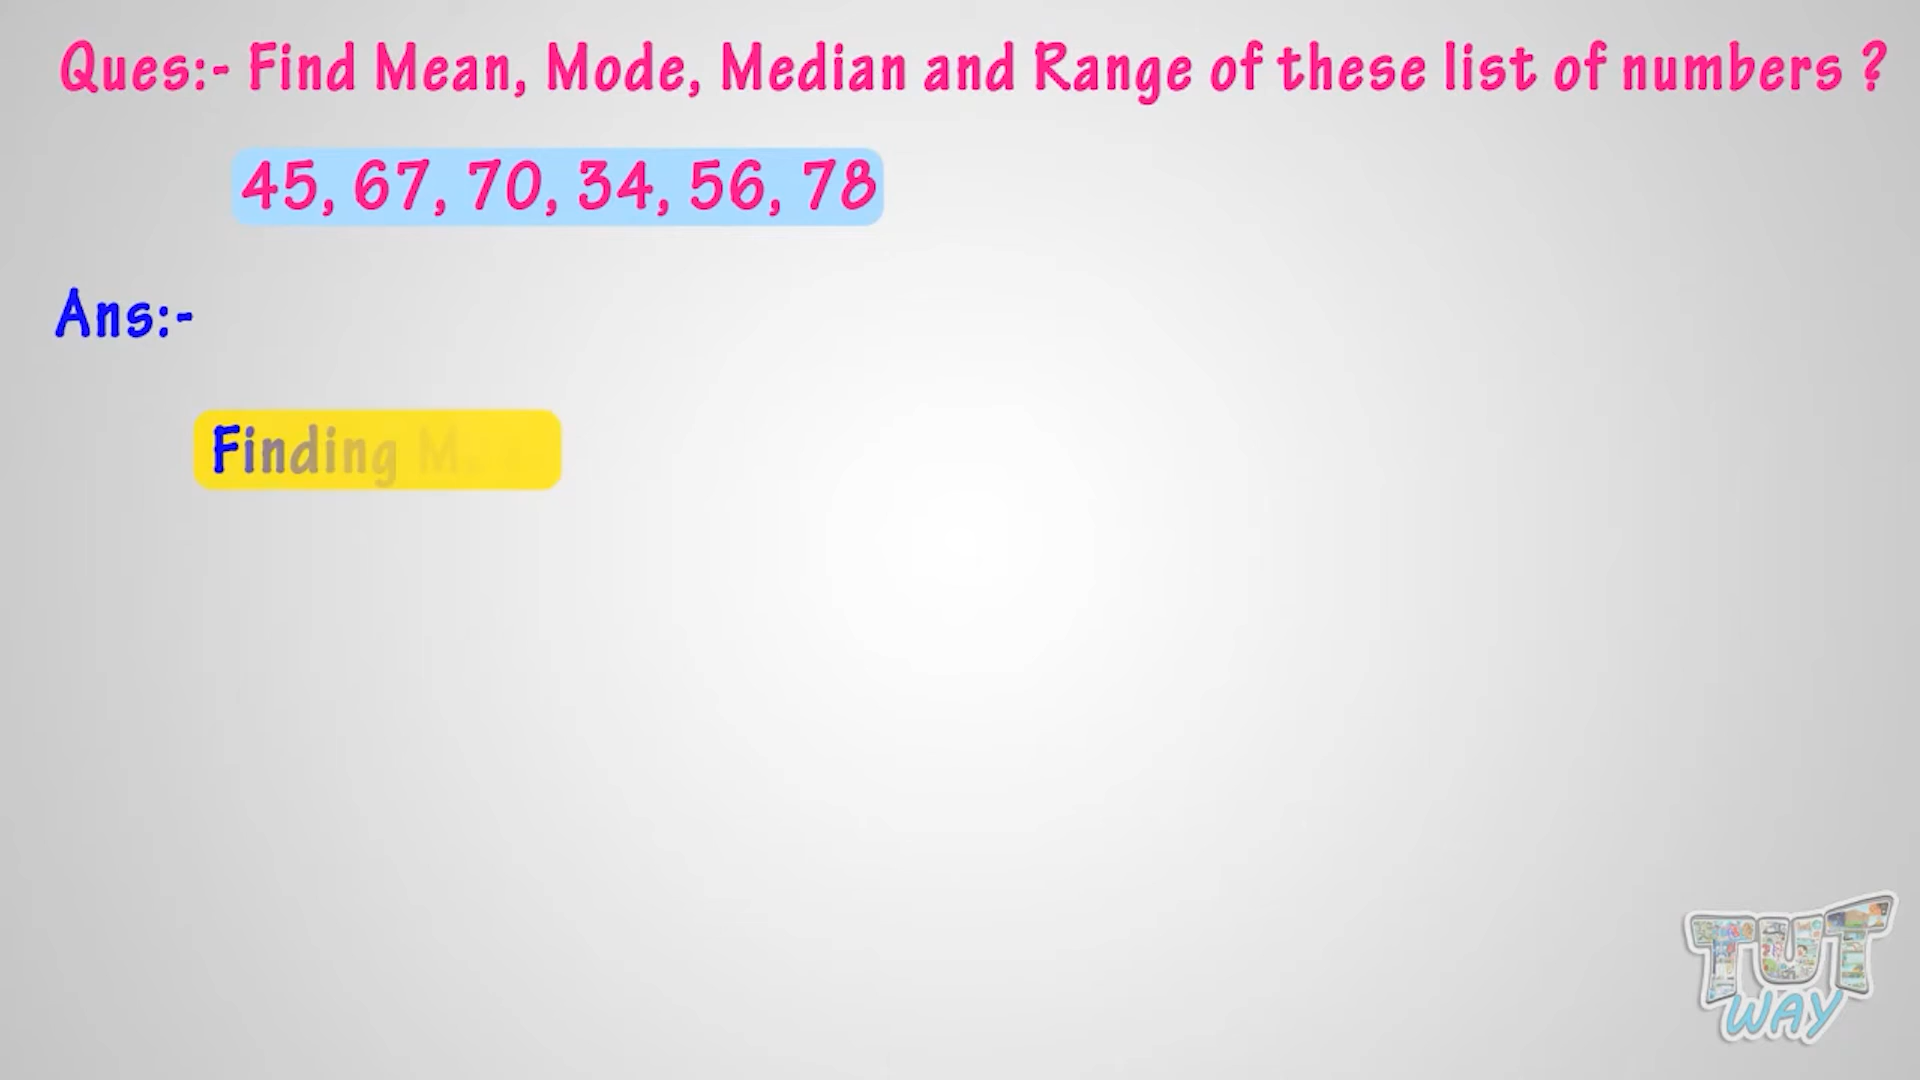 Ques:- Find Mean, Mode, Median and Range of these list of numbers ?
45, 67, 70, 34, 56, 78
Ans:-
Finding
TUT
WAY